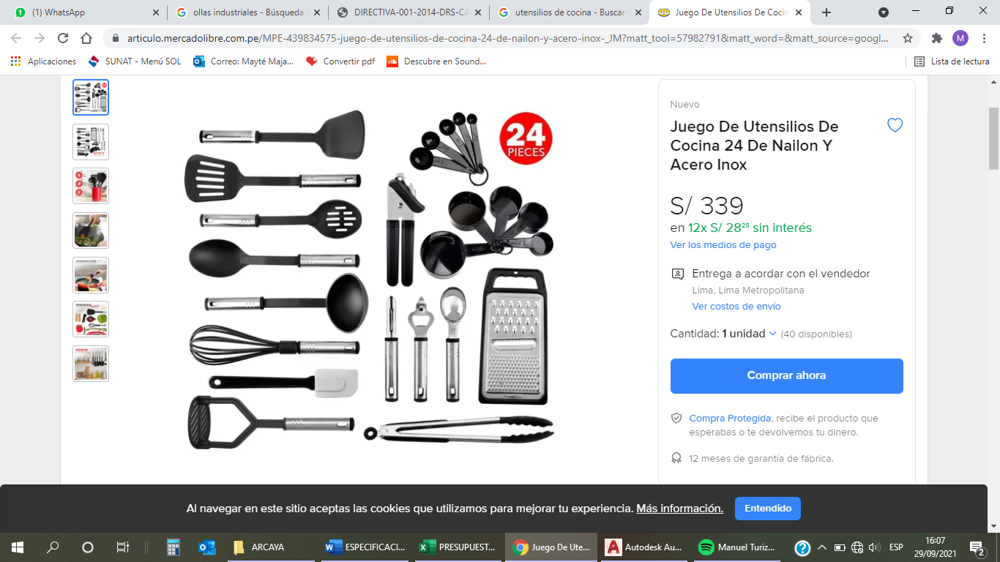 (1) WhatsApp
ollas industriales - Búsqueda
DIRECTIVA-001-2014-DRS-CA
utensilios de cocina - Buscar
Juego De Utensilios De Cocin
articulo.mercadolibre.com.pe/MPE-439834575-juego-de-utensilios-de-cocina-24-de-nailon-y-acero-inox-_JM?matt_tool=57982791&matt_word=&matt_source=googl...
M
Aplicaciones
SUNAT - Menú SOL
Correo: Mayté Maja...
Convertir pdf
Descubre en Sound...
Lista de lectura
24
PIECES
Nuevo
Juego De Utensilios De
Cocina 24 De Nailon Y
Acero Inox
S/ 339
en 12x S/ 28²⁵ sin interés
Ver los medios de pago
Entrega a acordar con el vendedor
Lima, Lima Metropolitana
Ver costos de envío
Cantidad: 1 unidad (40 disponibles)
Comprar ahora
Compra Protegida, recibe el producto que
esperabas o te devolvemos tu dinero.
12 meses de garantía de fábrica.
Al navegar en este sitio aceptas las cookies que utilizamos para mejorar tu experiencia. Más información.
Entendido
ARCAYA
ESPECIFICACI...
PRESUPUEST...
Juego De Ute...
Autodesk Au...
Manuel Turiz...
ESP
16:07
29/09/2021
2